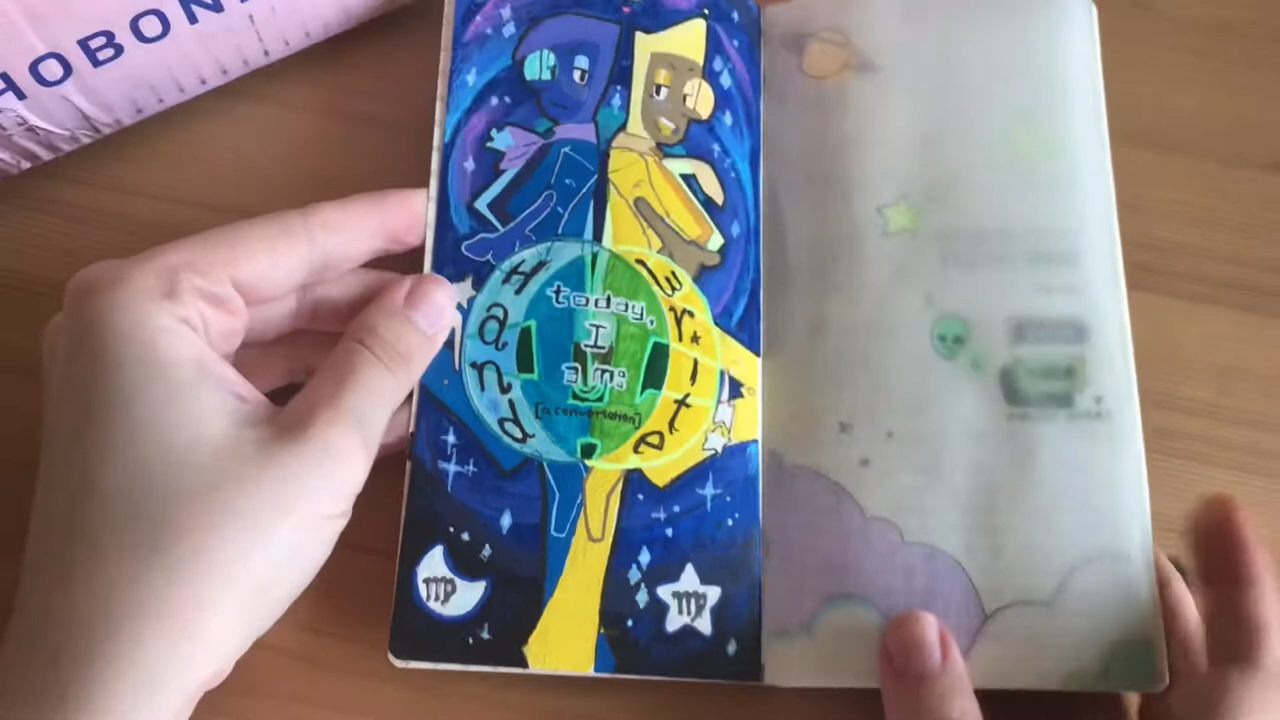 HOBON
Hand
Write
today,
I
am:
[a conversation]